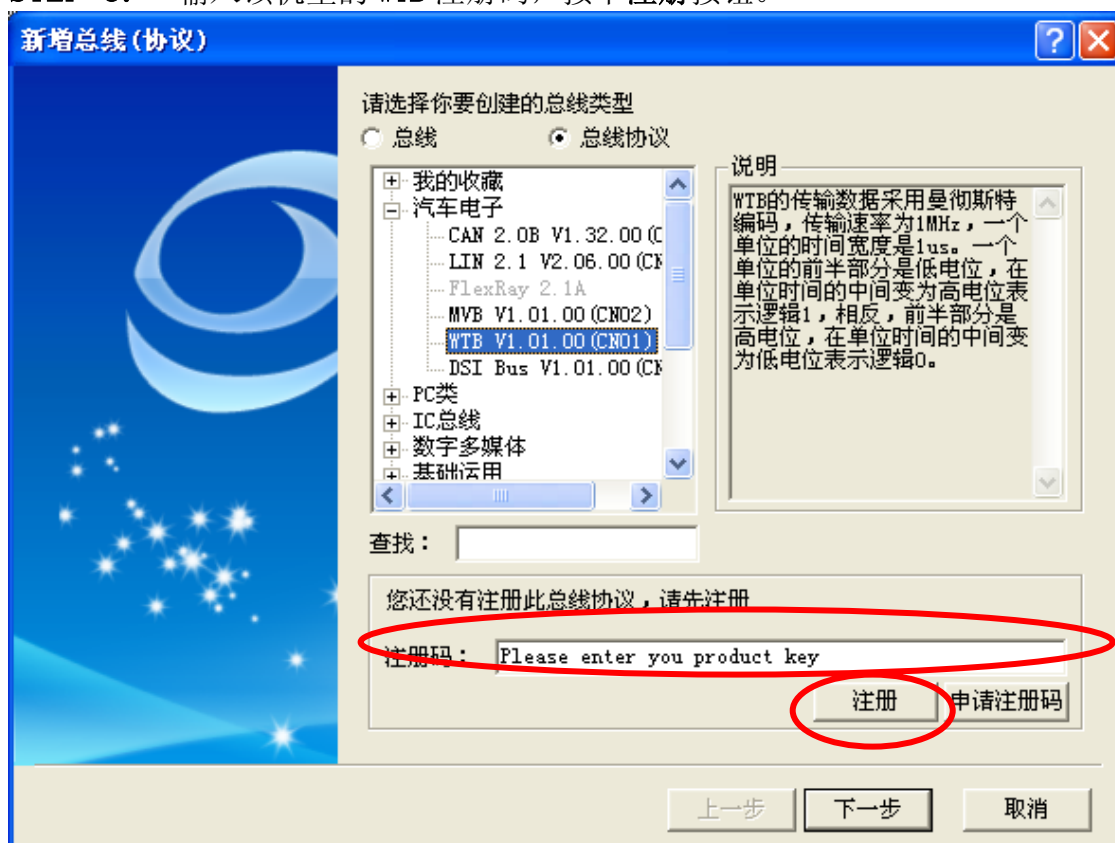 新增总线(协议)
请选择你要创建的总线类型
总线 总线协议
我的收藏
汽车电子
CAN 2.0B V1.32.00(C
LIN 2.1 V2.06.00(CN
FlexRay 2.1A
MVB V1.01.00(CN02)
WTB V1.01.00(CN01)
DSI Bus V1.01.00(CN
PC类
IC总线
数字多媒体
基础运用
说明
WTB的传输数据采用曼彻斯特
编码，传输速率为1MHz，一个
单位的时间宽度是1us。一个
单位的前半部分是低电位，在
单位时间的中间变为高电位表
示逻辑1，相反，前半部分是
高电位，在单位时间的中间变
为低电位表示逻辑0。
查找：
您还没有注册此总线协议，请先注册
注册码： Please enter you product key
注册 申请注册码
上一步 下一步 取消